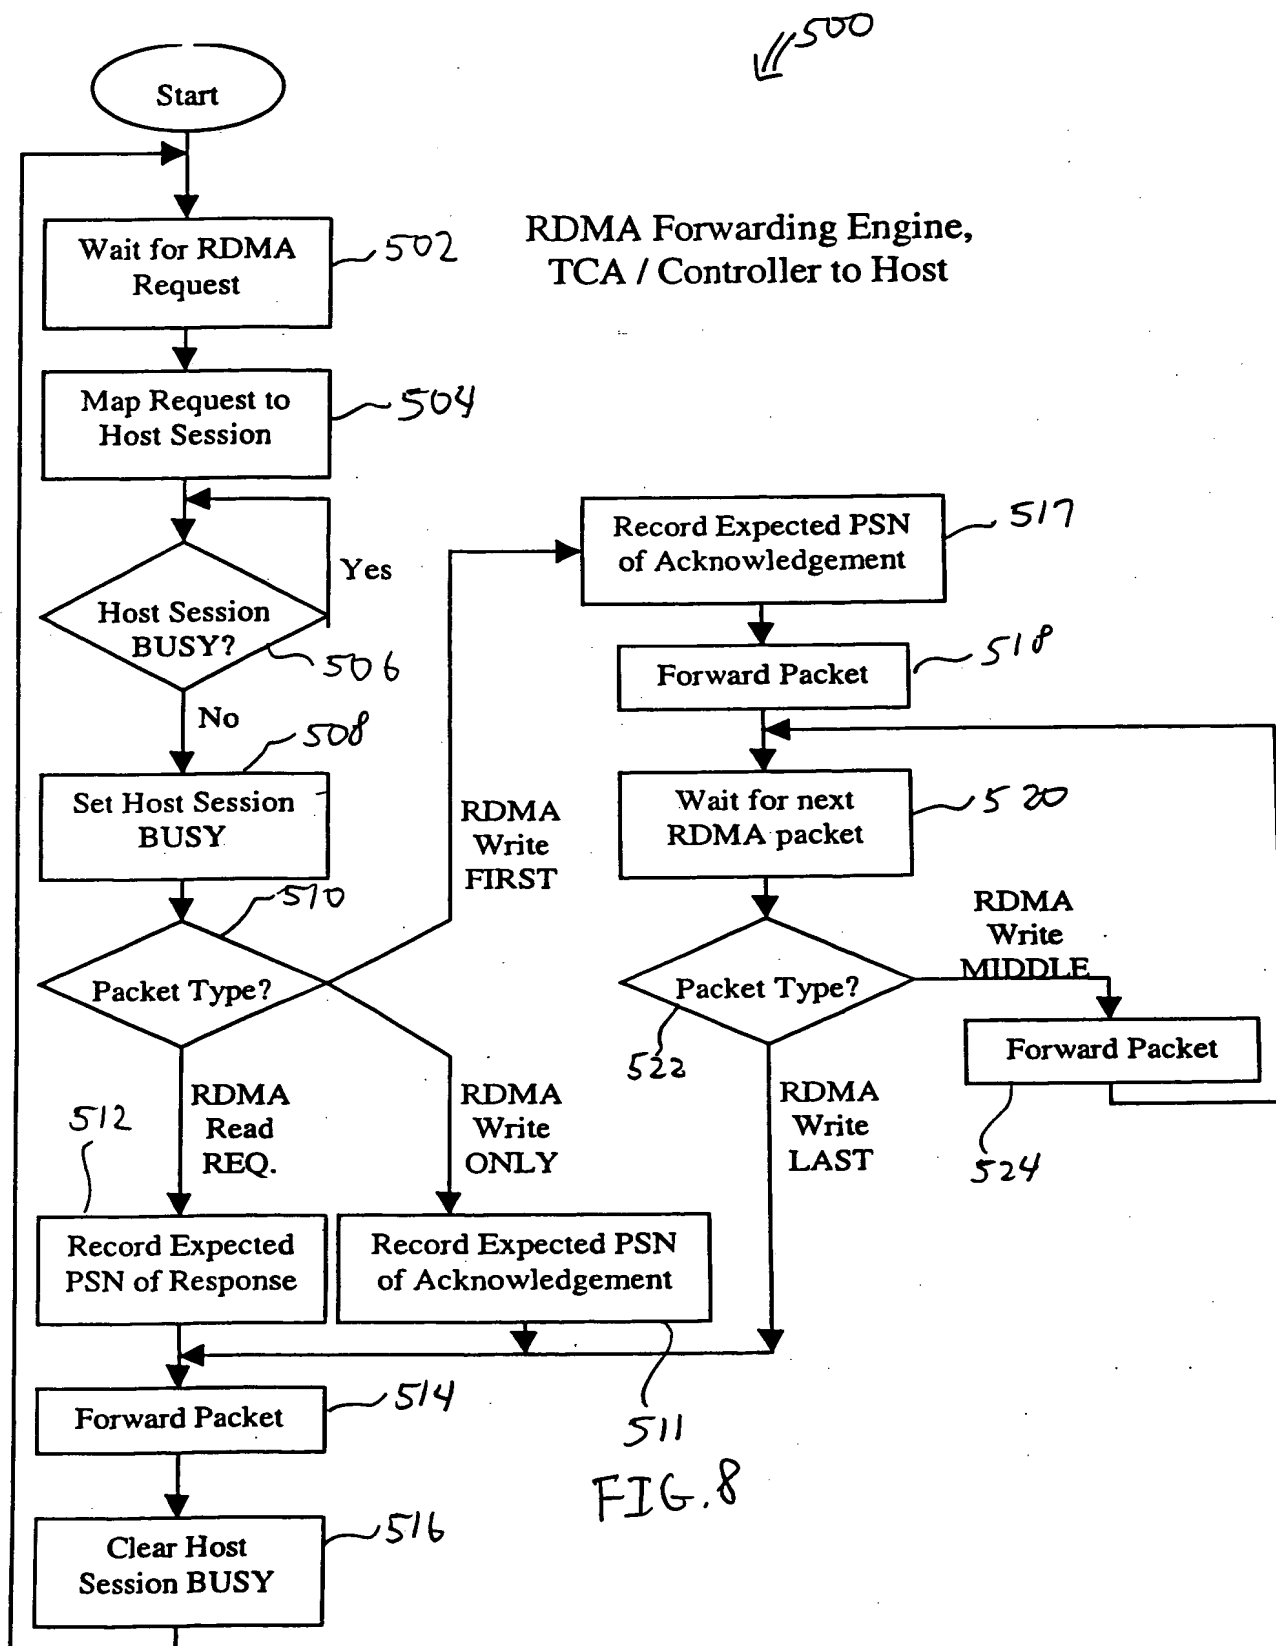 500
Start
RDMA Forwarding Engine,
TCA / Controller to Host
Wait for RDMA
Request
502
Map Request to
Host Session
504
Host Session
BUSY?
Yes
506
No
508
Set Host Session
BUSY
510
Packet Type?
RDMA
Write
FIRST
RDMA
Read
REQ.
RDMA
Write
ONLY
512
Record Expected
PSN of Response
Record Expected PSN
of Acknowledgement
511
Forward Packet
514
Clear Host
Session BUSY
516
Record Expected PSN
of Acknowledgement
517
Forward Packet
518
Wait for next
RDMA packet
520
Packet Type?
522
RDMA
Write
MIDDLE
Forward Packet
524
RDMA
Write
LAST
FIG.8